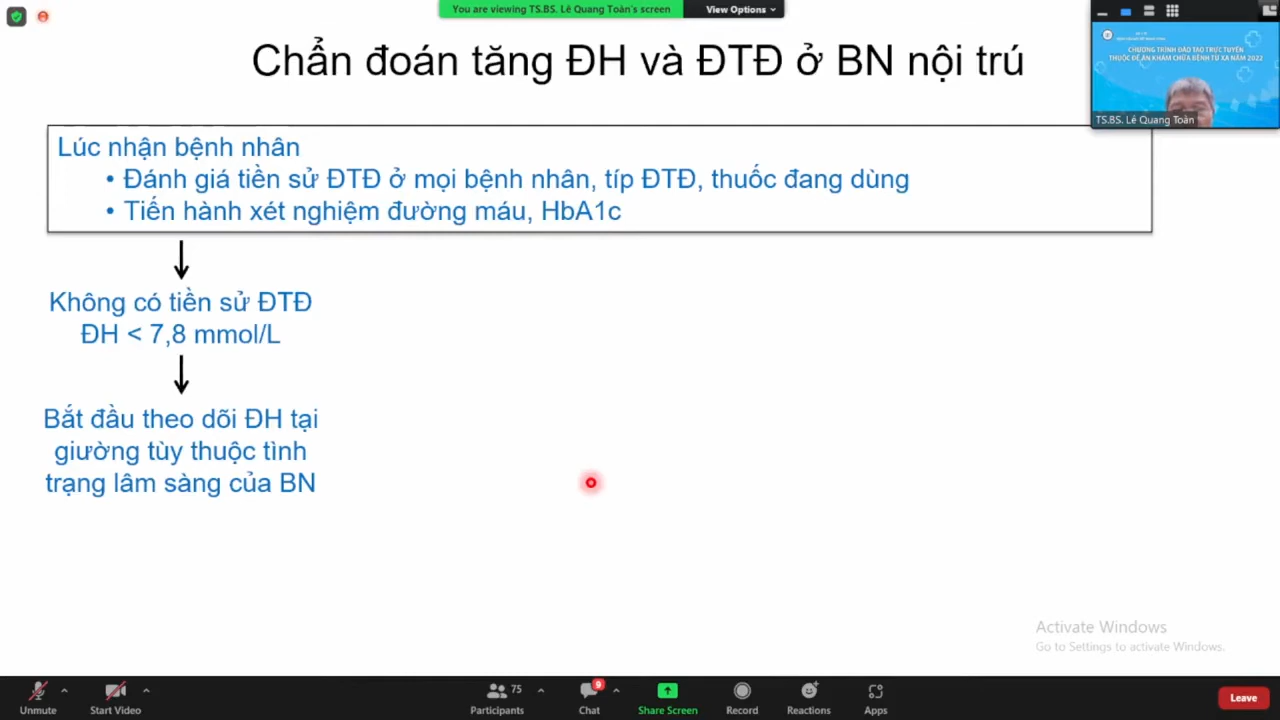 You are viewing TS.BS. Lê Quang Toàn's screen
View Options
Chẩn đoán tăng ĐH và ĐTĐ ở BN nội trú
CHƯƠNG TRÌNH ĐÀO TẠO TRỰC TUYẾN
THUỘC ĐỀ ÁN KHÁM CHỮA BỆNH TỪ XA NĂM 2022
TS.BS. Lê Quang Toàn
Lúc nhận bệnh nhân
• Đánh giá tiền sử ĐTĐ ở mọi bệnh nhân, típ ĐTĐ, thuốc đang dùng
• Tiến hành xét nghiệm đường máu, HbA1c
Không có tiền sử ĐTĐ
ĐH < 7,8 mmol/L
Bắt đầu theo dõi ĐH tại
giường tùy thuộc tình
trạng lâm sàng của BN
Activate Windows
Go to Settings to activate Windows.
75
9
Unmute
Start Video
Participants
Chat
Share Screen
Record
Reactions
Apps
Leave